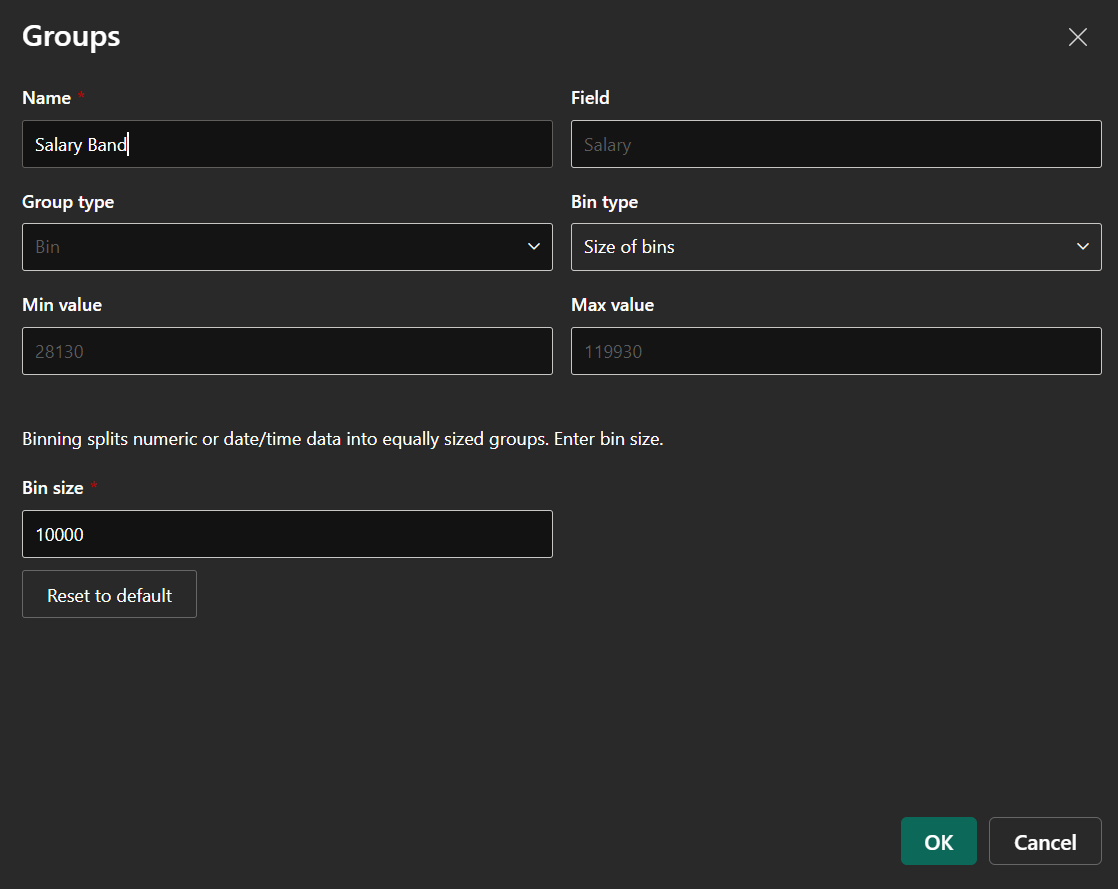 Groups
Name *
Field
Salary Band
Salary
Group type
Bin type
Bin
Size of bins
Min value
Max value
28130
119930
Binning splits numeric or date/time data into equally sized groups. Enter bin size.
Bin size *
10000
Reset to default
OK
Cancel